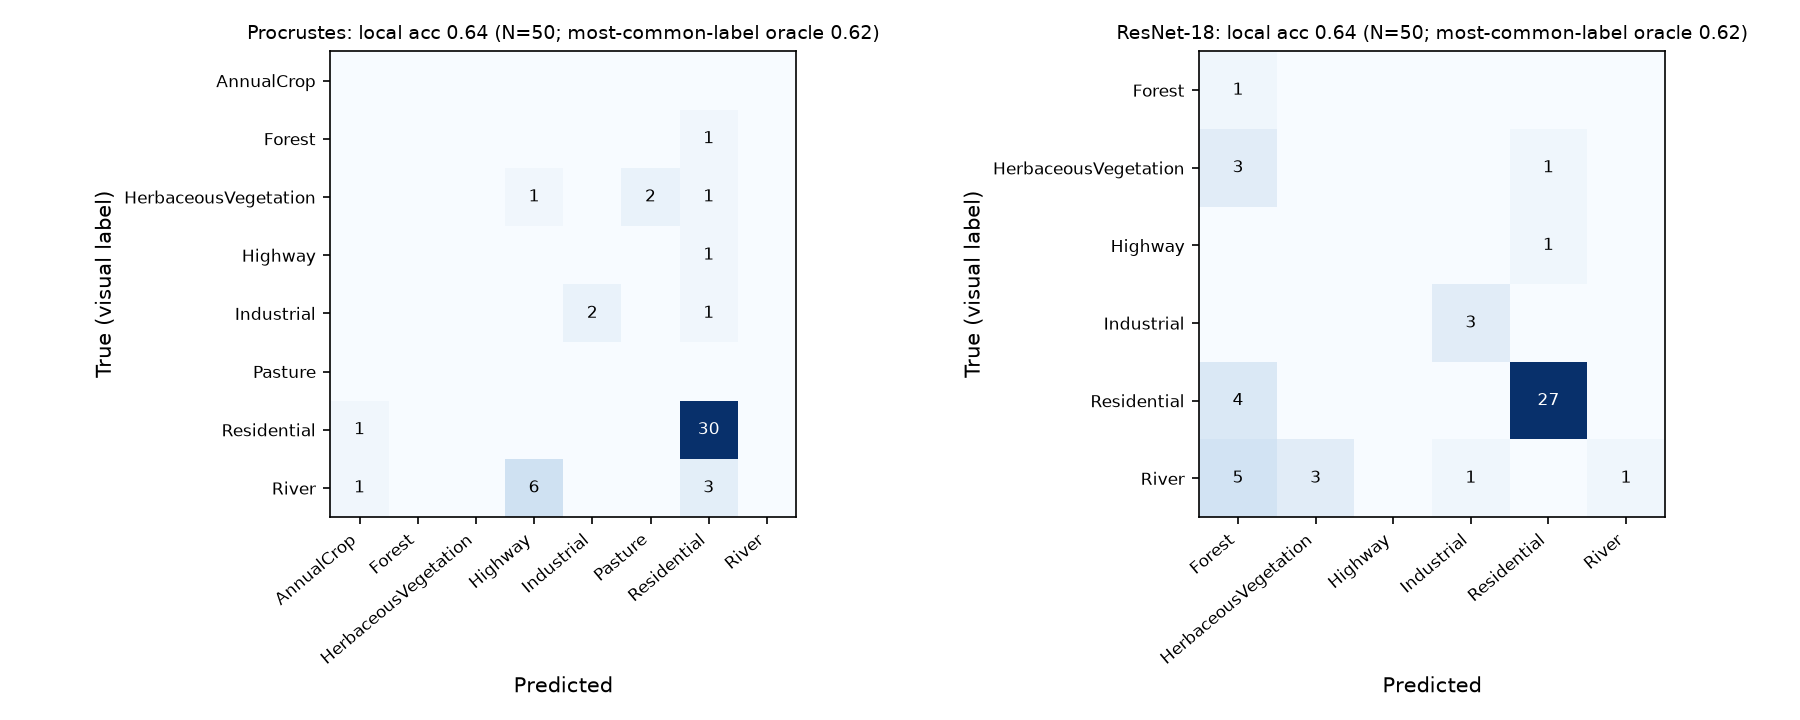 Procrustes: local acc 0.64 (N=50; most-common-label oracle 0.62)
True (visual label)
AnnualCrop
Forest 1
HerbaceousVegetation 1 2 1
Highway 1
Industrial 2 1
Pasture
Residential 1 30
River 1 6 3
AnnualCrop Forest HerbaceousVegetation Highway Industrial Pasture Residential River
Predicted
ResNet-18: local acc 0.64 (N=50; most-common-label oracle 0.62)
True (visual label)
Forest 1
HerbaceousVegetation 3 1
Highway 1
Industrial 3
Residential 4 27
River 5 3 1 1
Forest HerbaceousVegetation Highway Industrial Residential River
Predicted